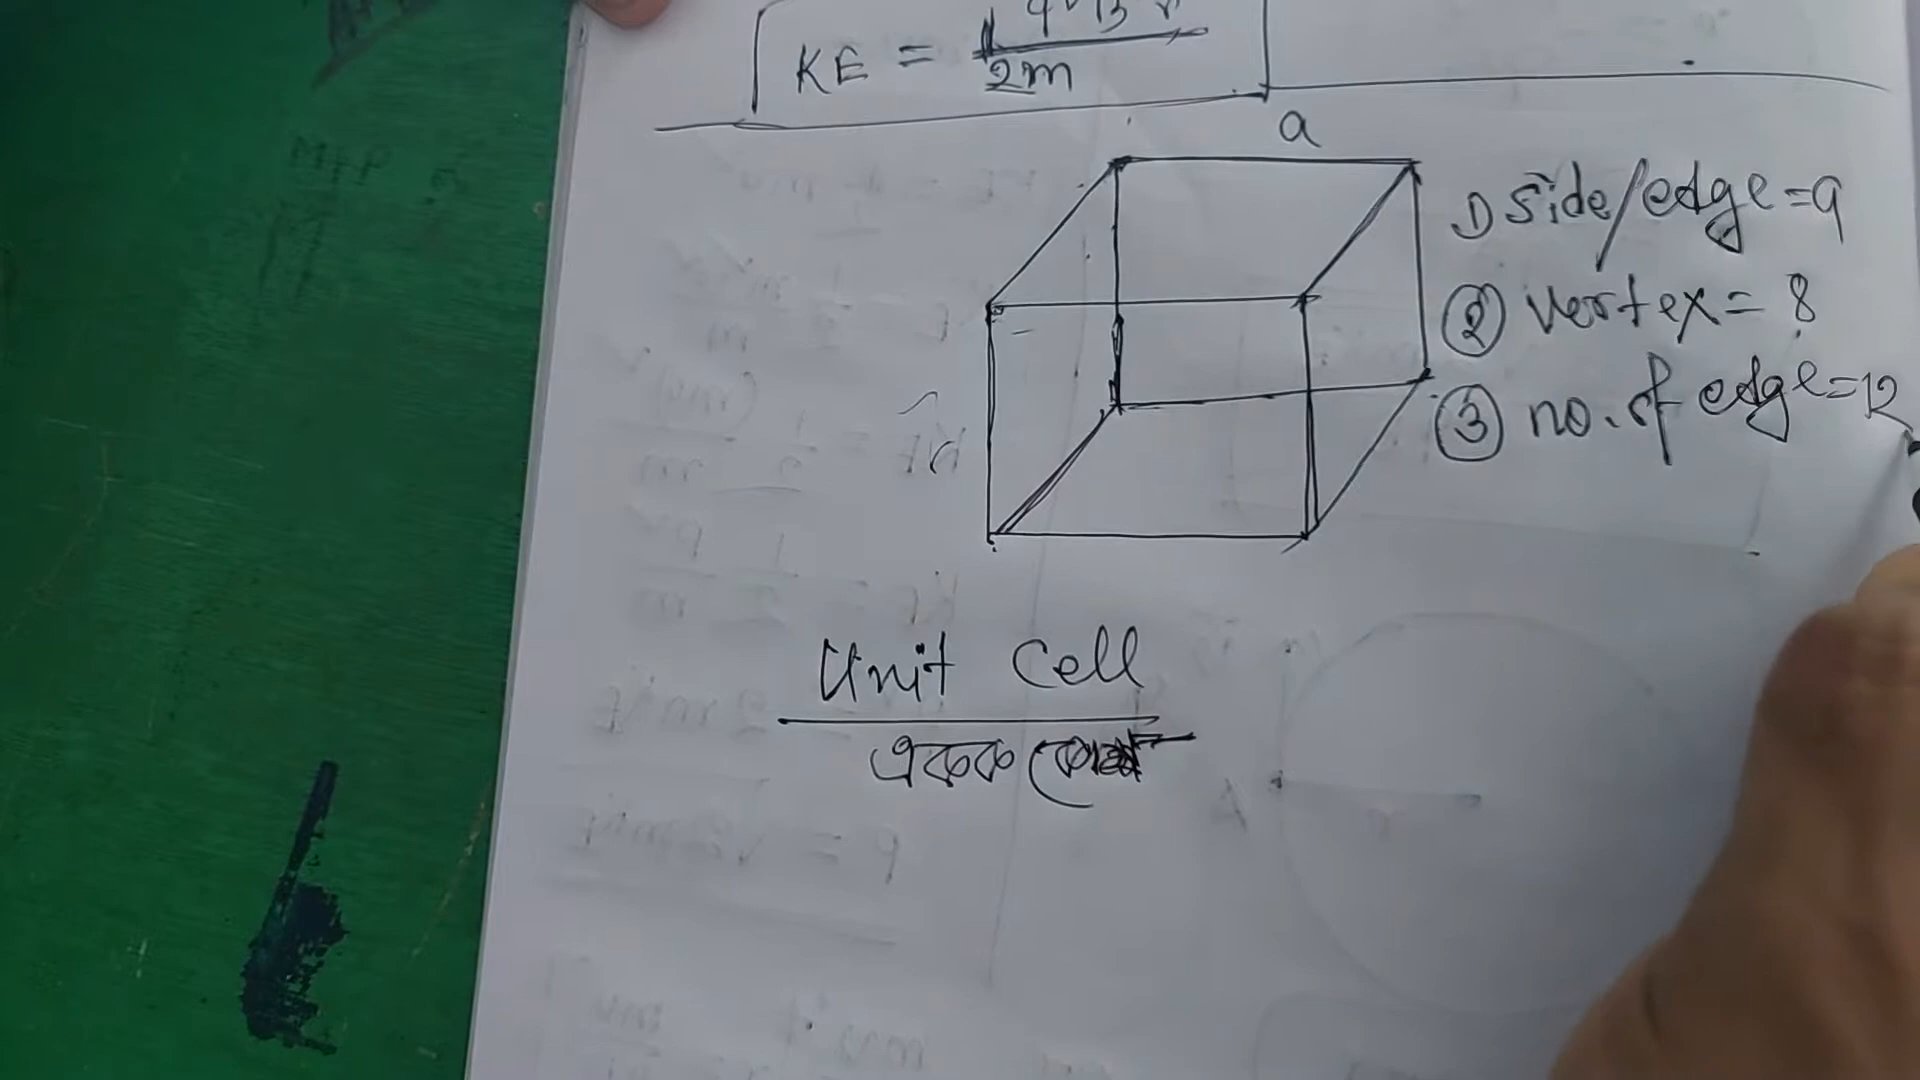 KE =
2m
a
1) side/edge = a
② vertex = 8
③ no. of edge = 12
Unit Cell
একক